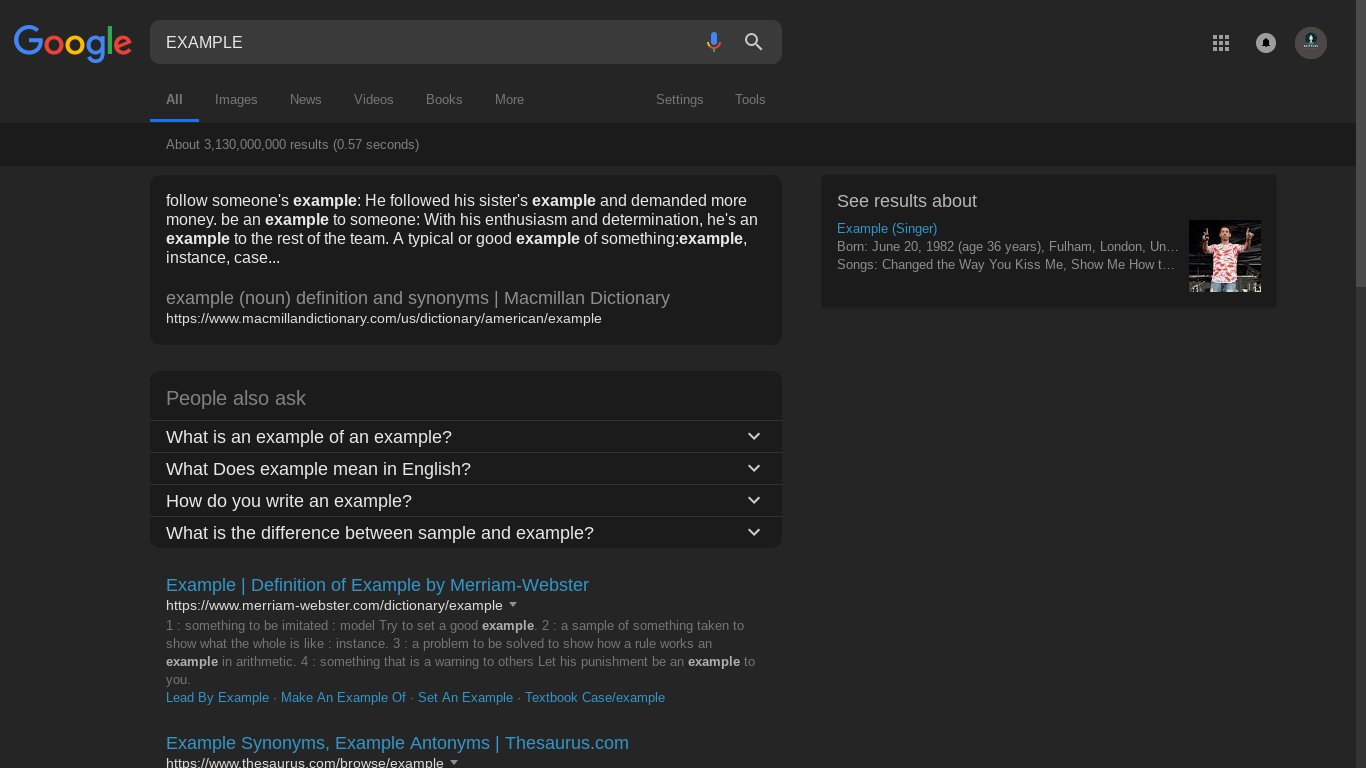 Google
EXAMPLE
All Images News Videos Books More Settings Tools
About 3,130,000,000 results (0.57 seconds)
follow someone's example: He followed his sister's example and demanded more
money. be an example to someone: With his enthusiasm and determination, he's an
example to the rest of the team. A typical or good example of something:example,
instance, case...
example (noun) definition and synonyms | Macmillan Dictionary
https://www.macmillandictionary.com/us/dictionary/american/example
See results about
Example (Singer)
Born: June 20, 1982 (age 36 years), Fulham, London, Un…
Songs: Changed the Way You Kiss Me, Show Me How t…
People also ask
What is an example of an example?
What Does example mean in English?
How do you write an example?
What is the difference between sample and example?
Example | Definition of Example by Merriam-Webster
https://www.merriam-webster.com/dictionary/example
1 : something to be imitated : model Try to set a good example. 2 : a sample of something taken to
show what the whole is like : instance. 3 : a problem to be solved to show how a rule works an
example in arithmetic. 4 : something that is a warning to others Let his punishment be an example to
you.
Lead By Example · Make An Example Of · Set An Example · Textbook Case/example
Example Synonyms, Example Antonyms | Thesaurus.com
https://www.thesaurus.com/browse/example